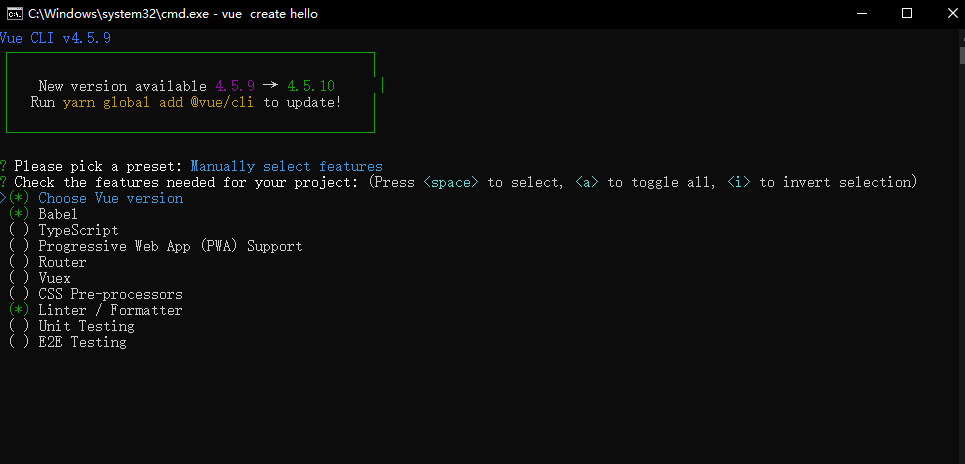 C:\Windows\system32\cmd.exe - vue  create hello
Vue CLI v4.5.9
New version available 4.5.9 → 4.5.10
Run yarn global add @vue/cli to update!
? Please pick a preset: Manually select features
? Check the features needed for your project: (Press <space> to select, <a> to toggle all, <i> to invert selection)
>(*) Choose Vue version
(*) Babel
( ) TypeScript
( ) Progressive Web App (PWA) Support
( ) Router
( ) Vuex
( ) CSS Pre-processors
(*) Linter / Formatter
( ) Unit Testing
( ) E2E Testing